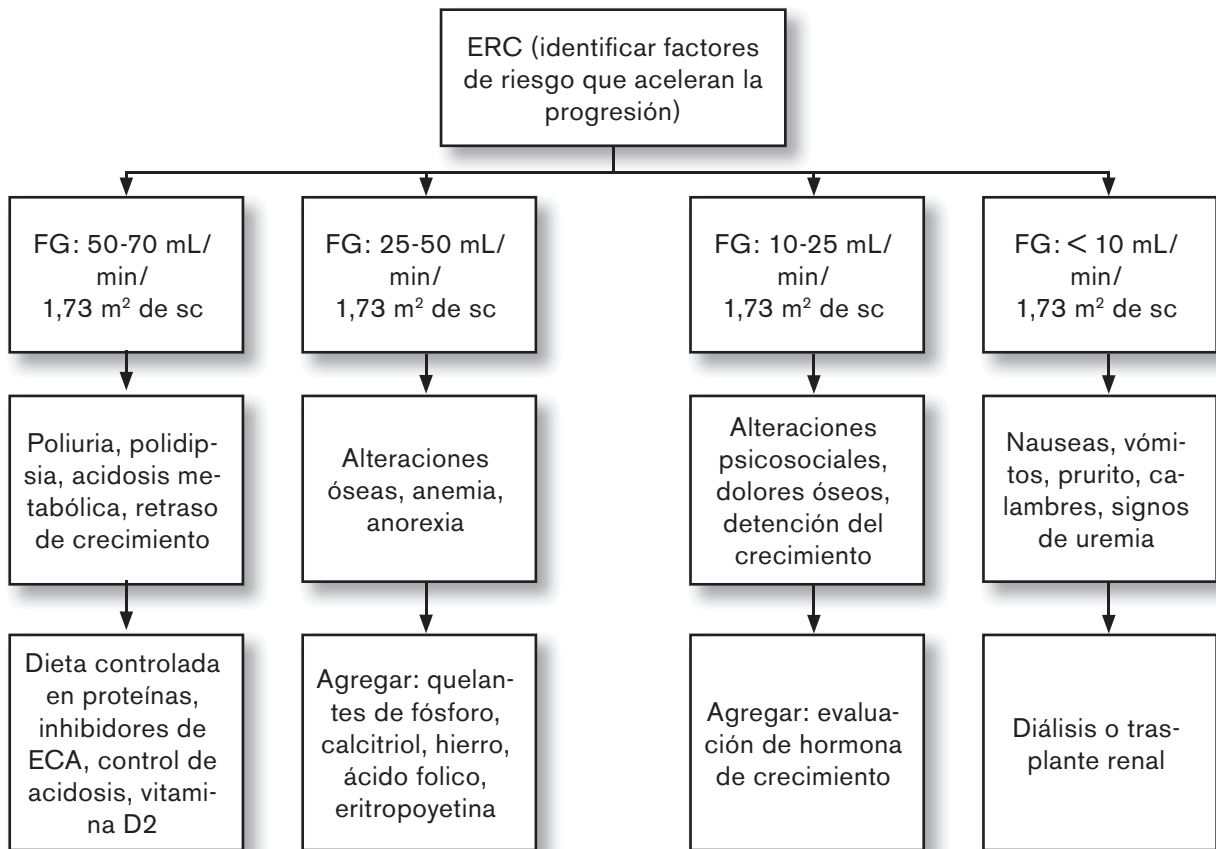 ERC (identificar factores
de riesgo que aceleran la
progresión)
FG: 50-70 mL/
min/
1,73 m² de sc
FG: 25-50 mL/
min/
1,73 m² de sc
FG: 10-25 mL/
min/
1,73 m² de sc
FG: < 10 mL/
min/
1,73 m² de sc
Poliuria, polidip-
sia, acidosis me-
tabólica, retraso
de crecimiento
Alteraciones
óseas, anemia,
anorexia
Alteraciones
psicosociales,
dolores óseos,
detención del
crecimiento
Nauseas, vómi-
tos, prurito, ca-
lambres, signos
de uremia
Dieta controlada
en proteínas,
inhibidores de
ECA, control de
acidosis, vitami-
na D2
Agregar: quelan-
tes de fósforo,
calcitriol, hierro,
ácido folico,
eritropoyetina
Agregar: evalua-
ción de hormona
de crecimiento
Diálisis o tras-
plante renal